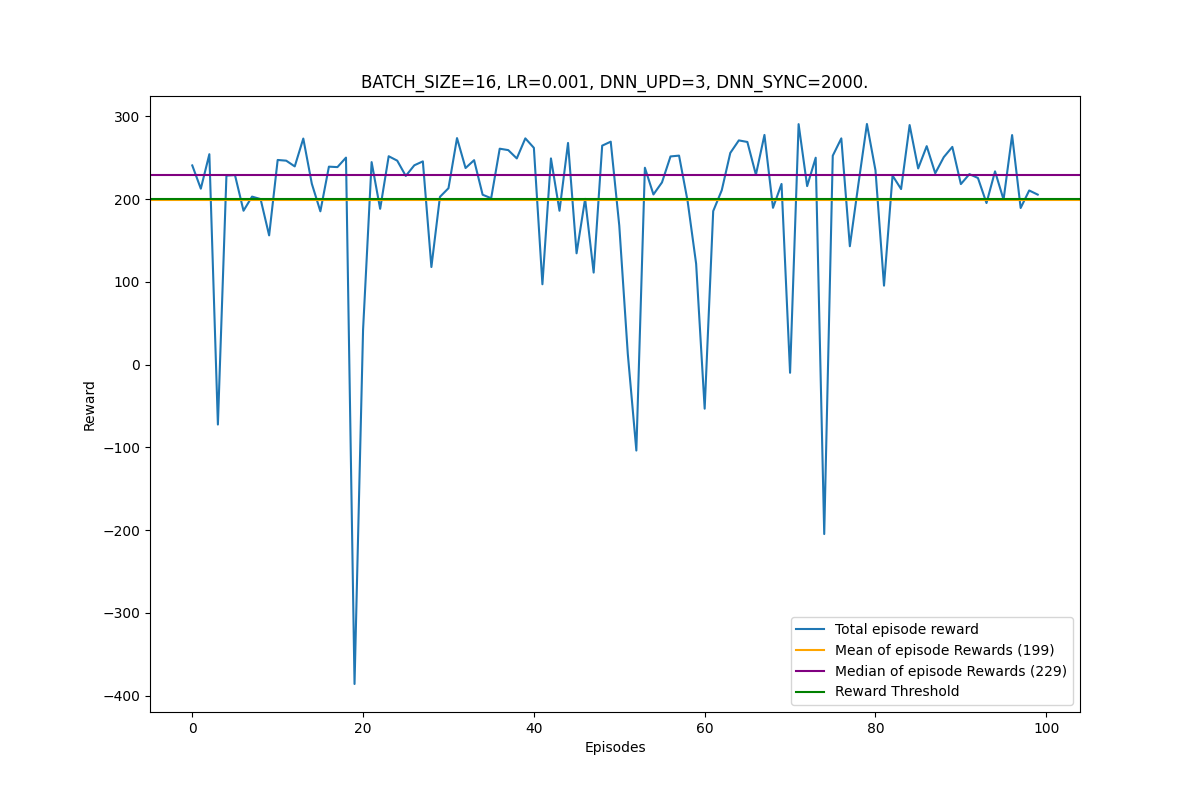 BATCH_SIZE=16, LR=0.001, DNN_UPD=3, DNN_SYNC=2000.
300
200
100
0
−100
−200
−300
−400
Reward
0
20
40
60
80
100
Episodes
Total episode reward
Mean of episode Rewards (199)
Median of episode Rewards (229)
Reward Threshold